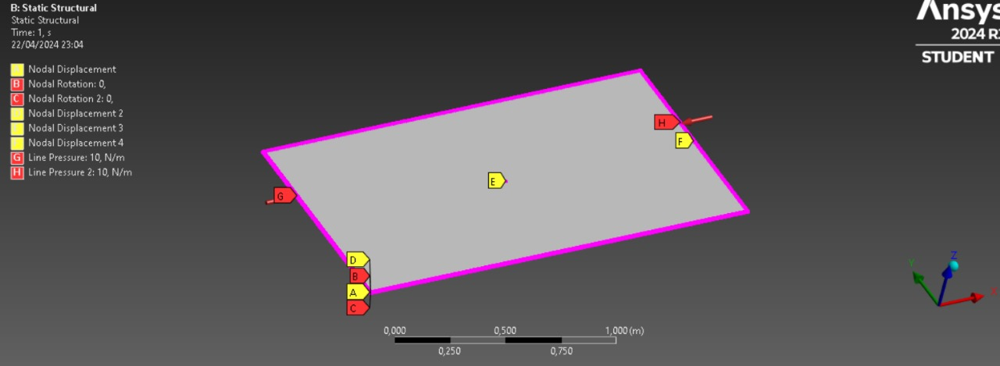 B: Static Structural
Static Structural
Time: 1, s
22/04/2024 23:04
Nodal Displacement
B Nodal Rotation: 0,
C Nodal Rotation 2: 0,
Nodal Displacement 2
Nodal Displacement 3
Nodal Displacement 4
G Line Pressure: 10, N/m
H Line Pressure 2: 10, N/m
Ansys
2024
STUDENT
H
F
E
G
D
B
A
C
0,000 0,500 1,000 (m)
0,250 0,750
Z
Y
X